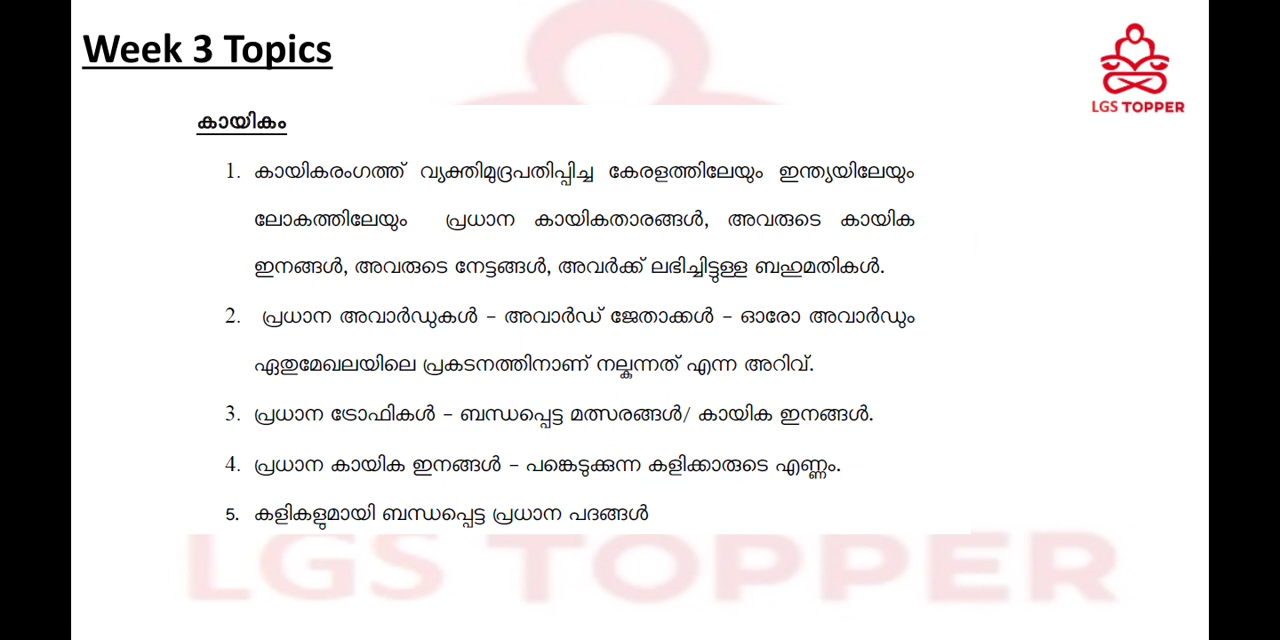 Week 3 Topics
LGS TOPPER
കായികം
1. കായികരംഗത്ത് വ്യക്തിമുദ്രപതിപ്പിച്ച കേരളത്തിലേയും ഇന്ത്യയിലേയും
ലോകത്തിലേയും പ്രധാന കായികതാരങ്ങൾ, അവരുടെ കായിക
ഇനങ്ങൾ, അവരുടെ നേട്ടങ്ങൾ, അവർക്ക് ലഭിച്ചിട്ടുള്ള ബഹുമതികൾ.
2. പ്രധാന അവാർഡുകൾ – അവാർഡ് ജേതാക്കൾ – ഓരോ അവാർഡും
ഏതുമേഖലയിലെ പ്രകടനത്തിനാണ് നല്കുന്നത് എന്ന അറിവ്.
3. പ്രധാന ട്രോഫികൾ – ബന്ധപ്പെട്ട മത്സരങ്ങൾ/ കായിക ഇനങ്ങൾ.
4. പ്രധാന കായിക ഇനങ്ങൾ – പങ്കെടുക്കുന്ന കളിക്കാരുടെ എണ്ണം.
5. കളികളുമായി ബന്ധപ്പെട്ട പ്രധാന പദങ്ങൾ
LGS TOPPER